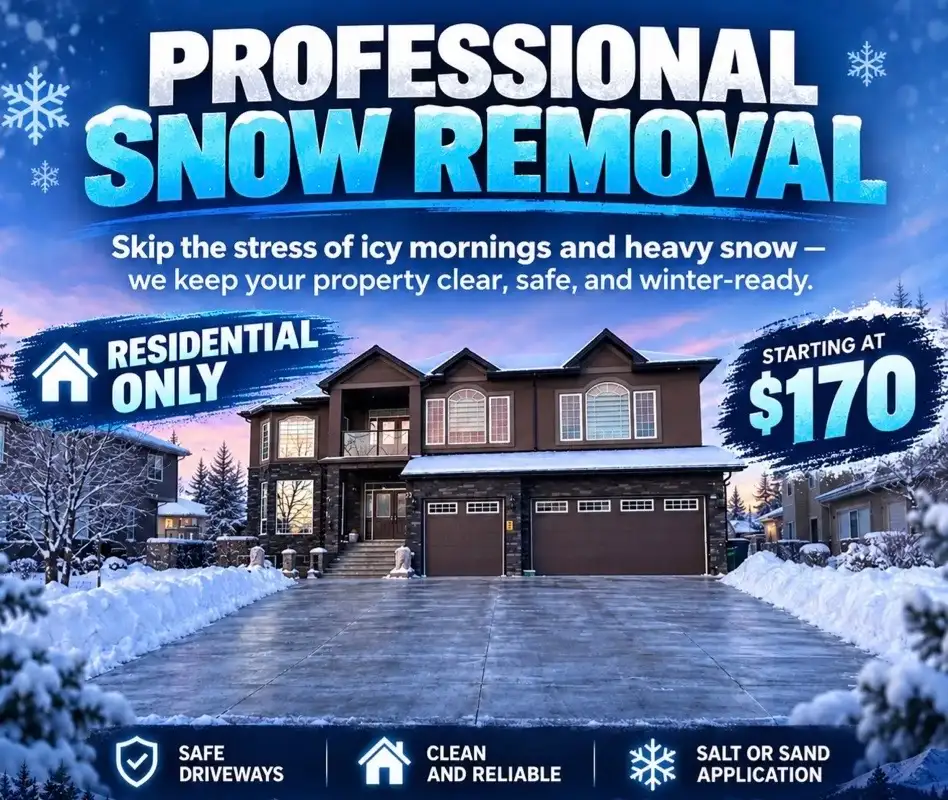 PROFESSIONAL
SNOW REMOVAL
Skip the stress of icy mornings and heavy snow –
we keep your property clear, safe, and winter-ready.
RESIDENTIAL
ONLY
STARTING AT
$170
SAFE
DRIVEWAYS
CLEAN
AND RELIABLE
SALT OR SAND
APPLICATION